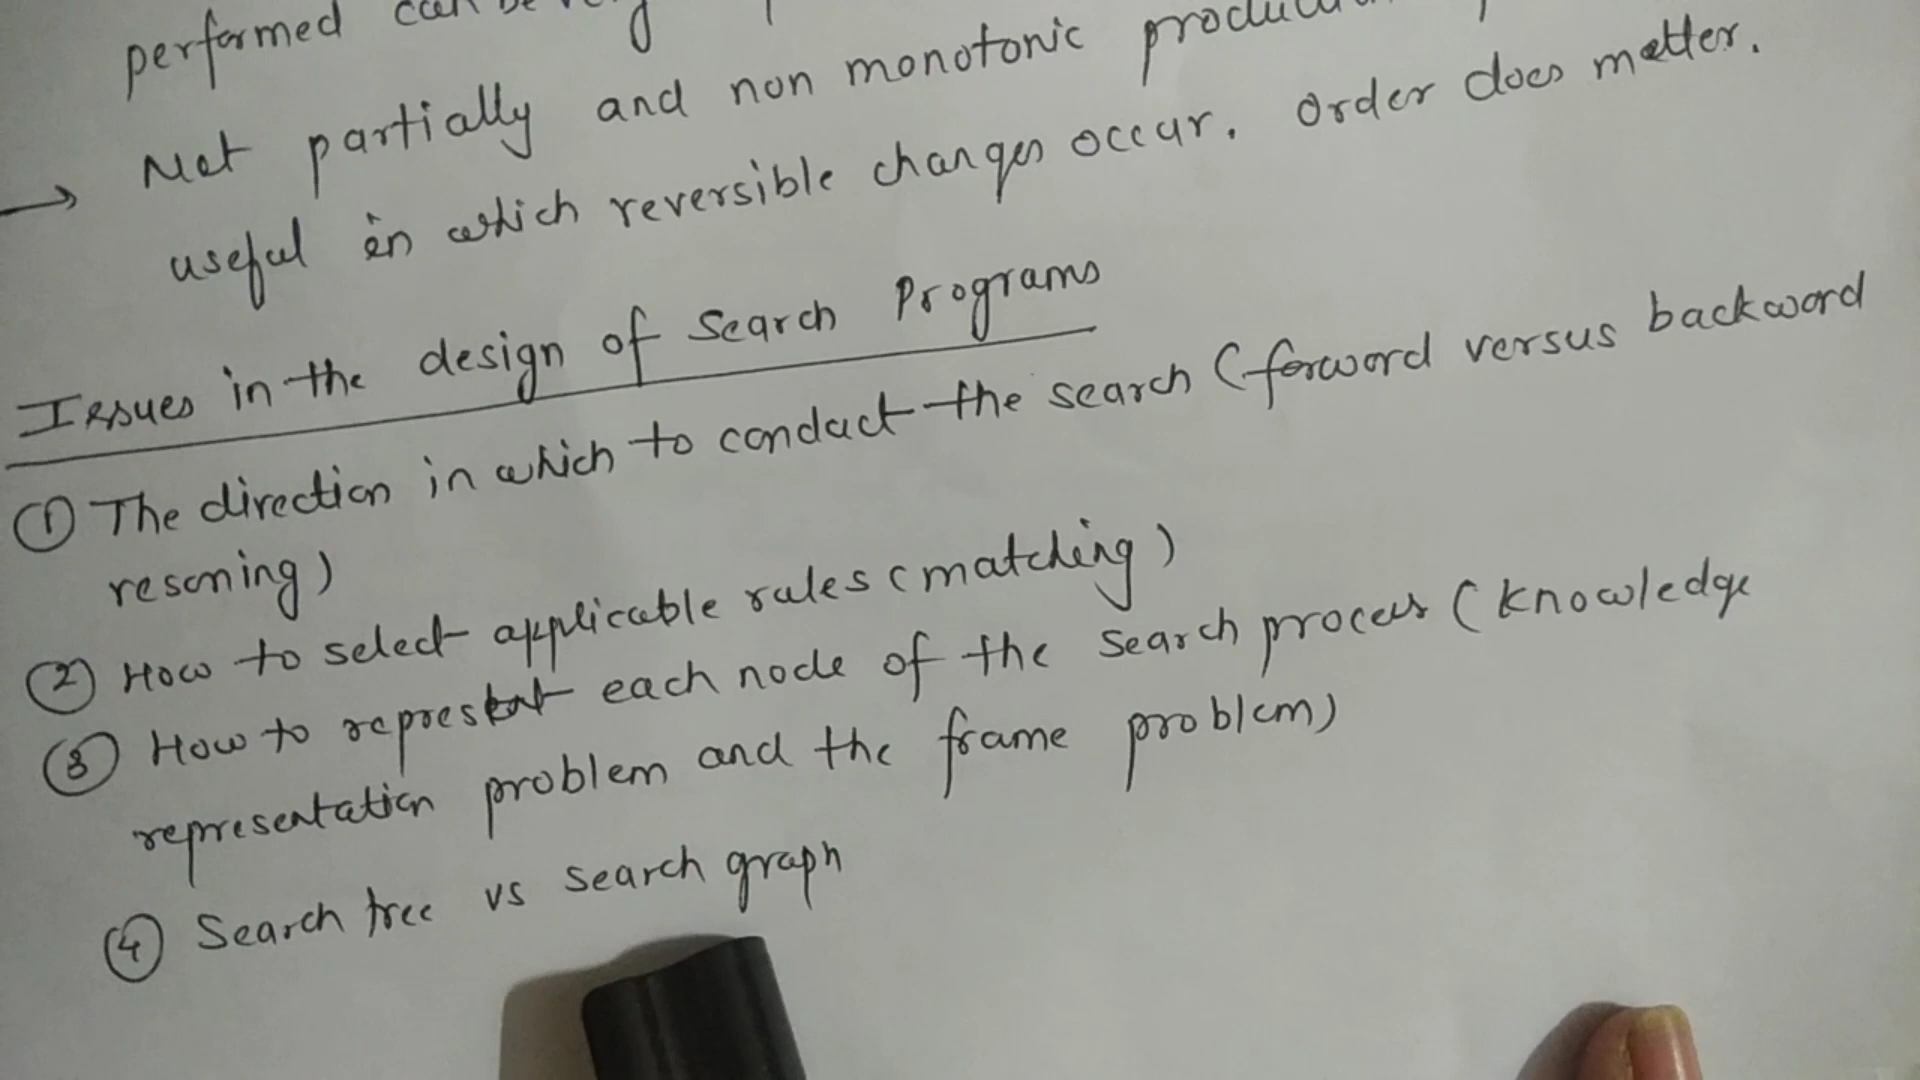 performed can be
→ Not partially and non monotonic
useful in which reversible changes occur. Order does matter.
Issues in the design of Search Programs
① The direction in which to conduct the search (forword versus backword
resoning)
② How to select applicable rules (matching)
③ How to represent each node of the search process (knowledge
representation problem and the frame problem)
④ Search tree vs search graph